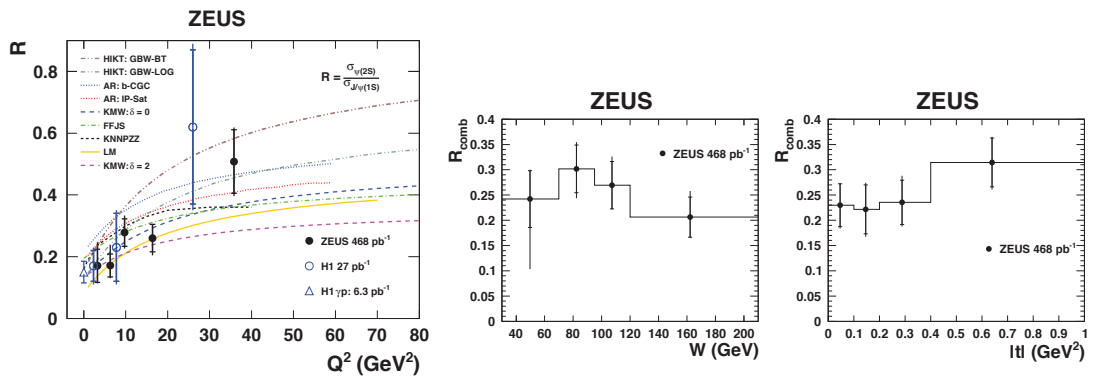 ZEUS
R
0.8
0.6
0.4
0.2
0
HIKT: GBW-BT
HIKT: GBW-LOG
AR: b-CGC
AR: IP-Sat
KMW: δ = 0
FFJS
KNNPZZ
LM
KMW: δ = 2
R = σψ(2S) / σJ/ψ(1S)
ZEUS 468 pb⁻¹
H1 27 pb⁻¹
H1 γp: 6.3 pb⁻¹
0 10 20 30 40 50 60 70 80
Q² (GeV²)
ZEUS
R_comb
0.4
0.35
0.3
0.25
0.2
0.15
0.1
0.05
0
ZEUS 468 pb⁻¹
40 60 80 100 120 140 160 180 200
W (GeV)
ZEUS
R_comb
0.4
0.35
0.3
0.25
0.2
0.15
0.1
0.05
0
ZEUS 468 pb⁻¹
0 0.1 0.2 0.3 0.4 0.5 0.6 0.7 0.8 0.9 1
|t| (GeV²)